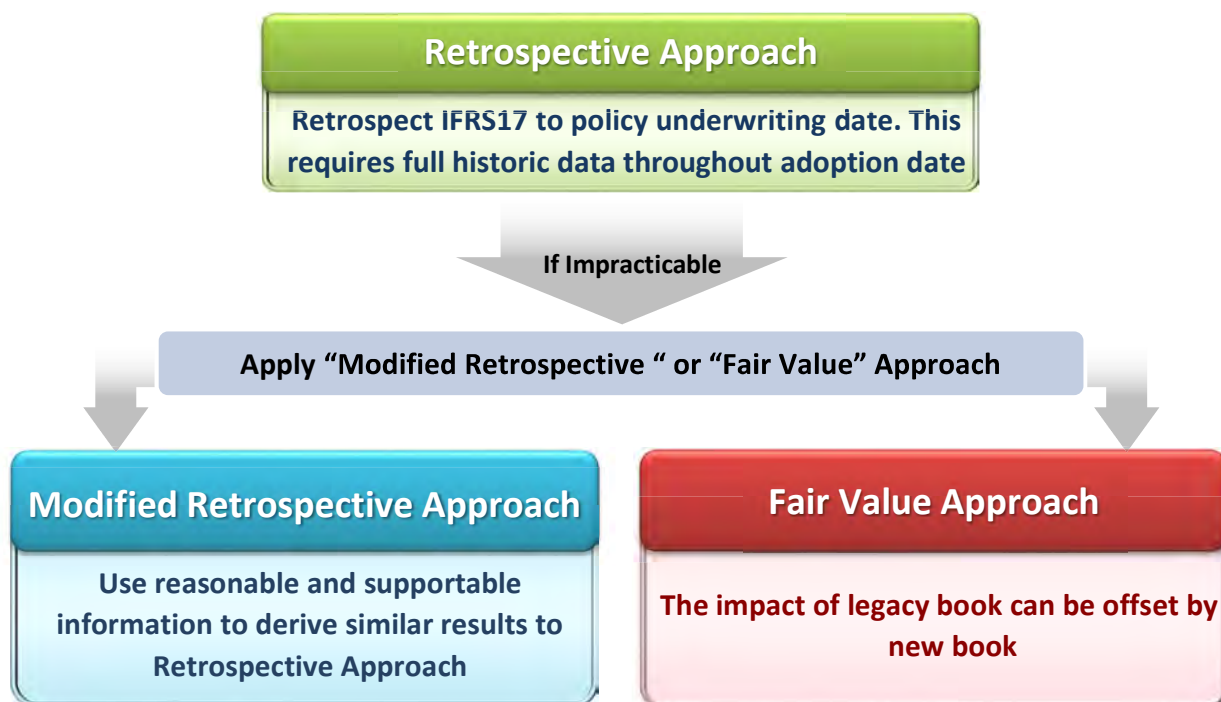 Retrospective Approach
Retrospect IFRS17 to policy underwriting date. This
requires full historic data throughout adoption date
If Impracticable
Apply “Modified Retrospective “ or “Fair Value” Approach
Modified Retrospective Approach
Use reasonable and supportable
information to derive similar results to
Retrospective Approach
Fair Value Approach
The impact of legacy book can be offset by
new book